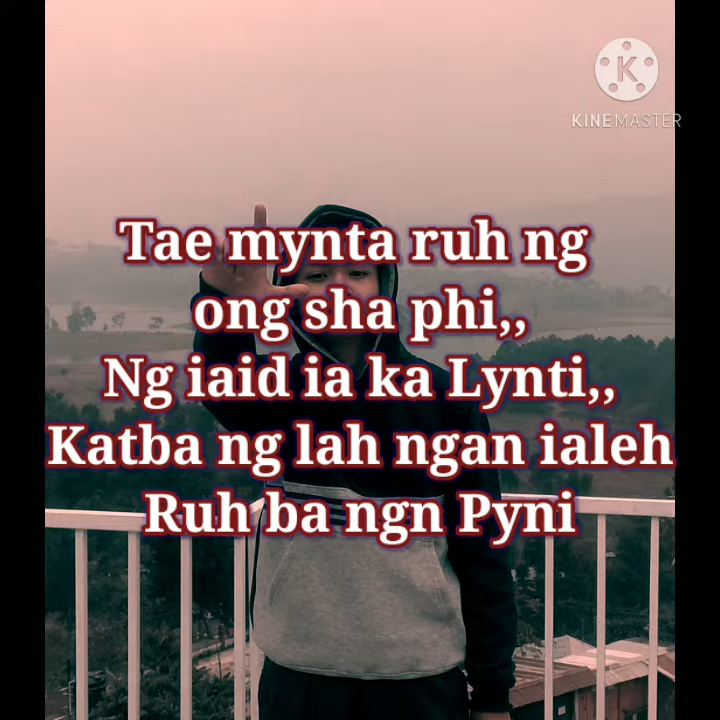 KINEMASTER
Tae mynta ruh ng
ong sha phi,,
Ng iaid ia ka Lynti,,
Katba ng lah ngan ialeh
Ruh ba ngn Pyni